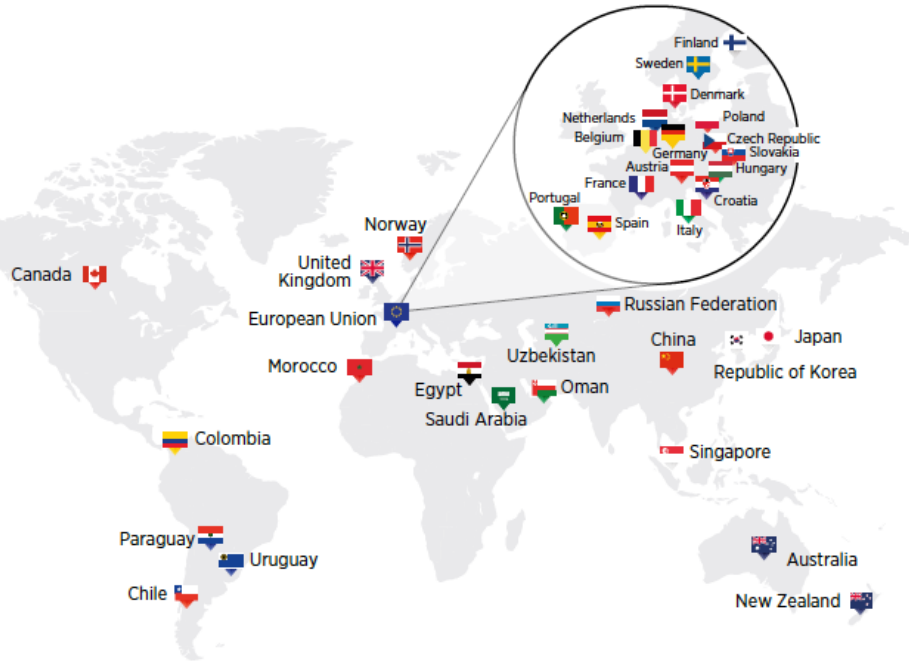 Finland
Sweden
Denmark
Netherlands
Poland
Belgium
Czech Republic
Germany
Slovakia
Austria
Hungary
France
Croatia
Portugal
Spain
Italy
Norway
Canada
United
Kingdom
European Union
Russian Federation
China
Japan
Uzbekistan
Republic of Korea
Morocco
Egypt
Oman
Saudi Arabia
Colombia
Singapore
Paraguay
Uruguay
Australia
Chile
New Zealand